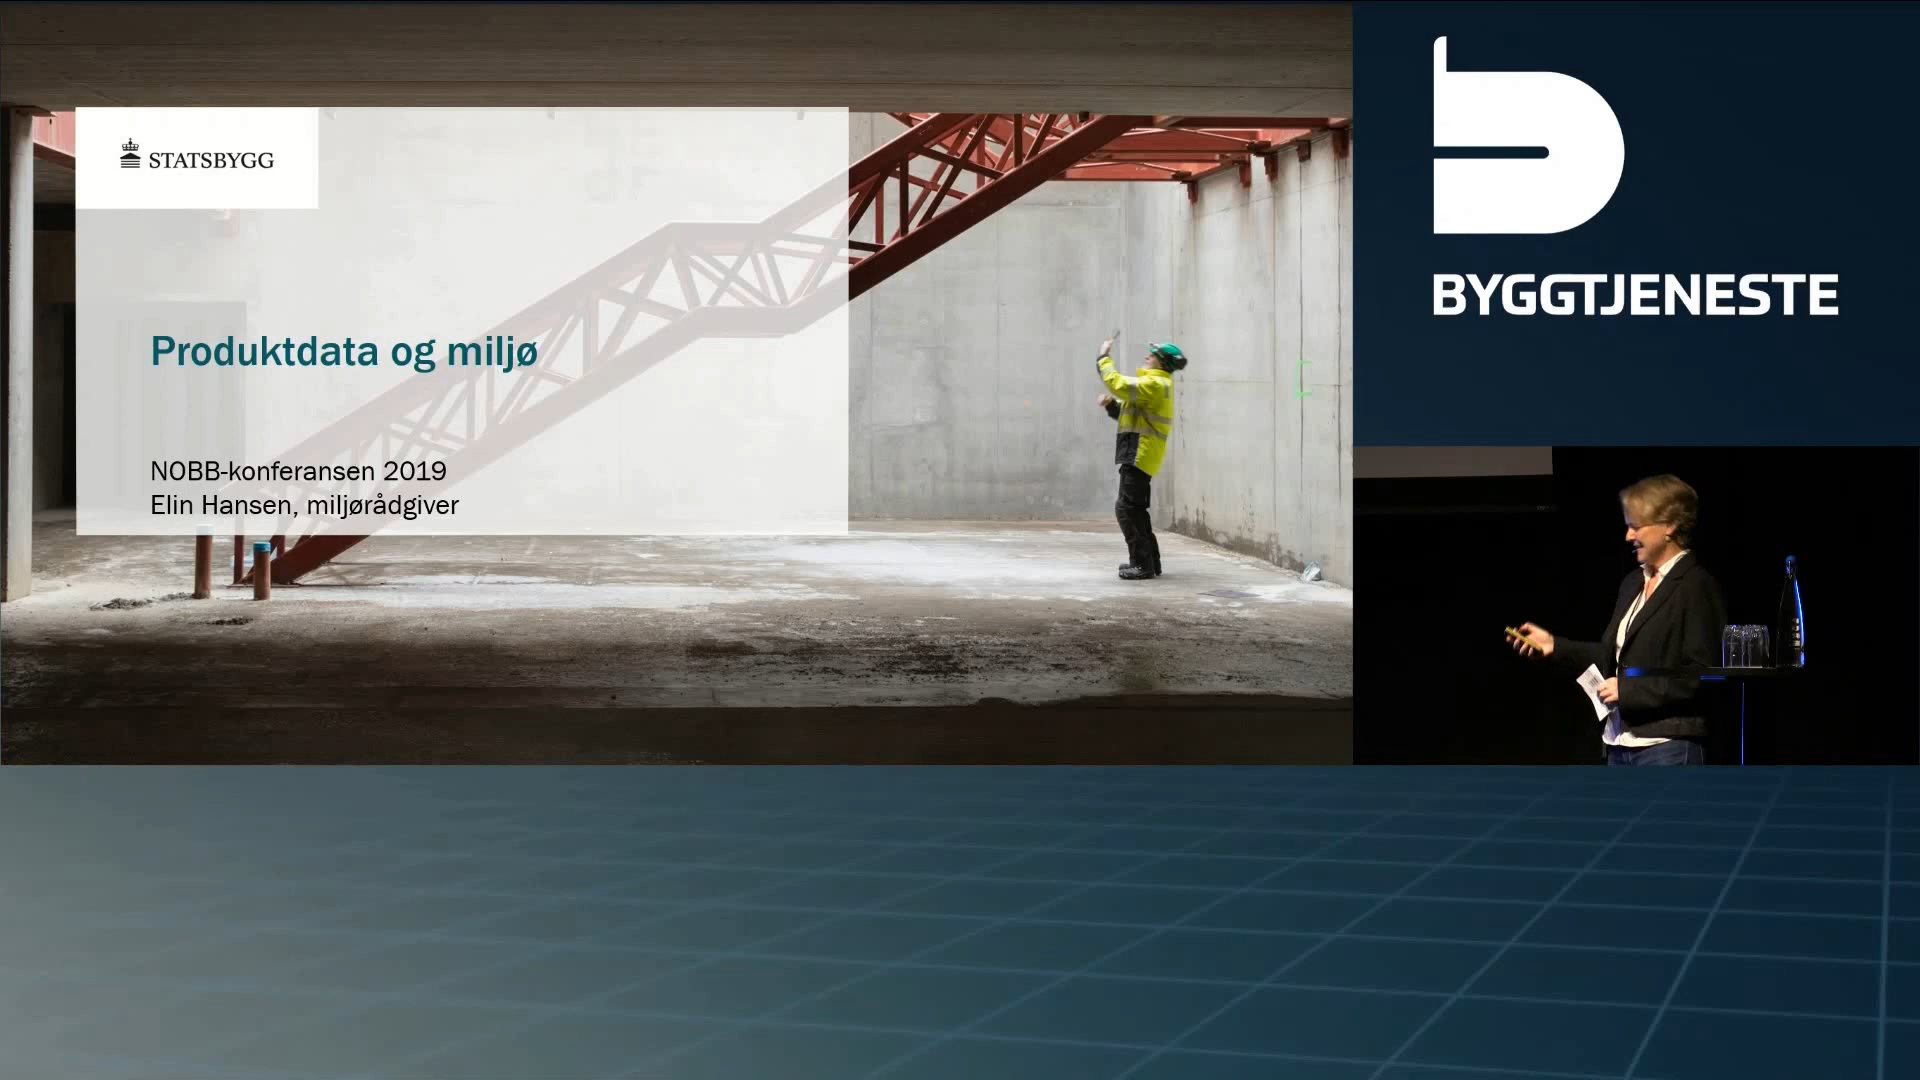 STATSBYGG
Produktdata og miljø
NOBB-konferansen 2019
Elin Hansen, miljørådgiver
BYGGTJENESTE